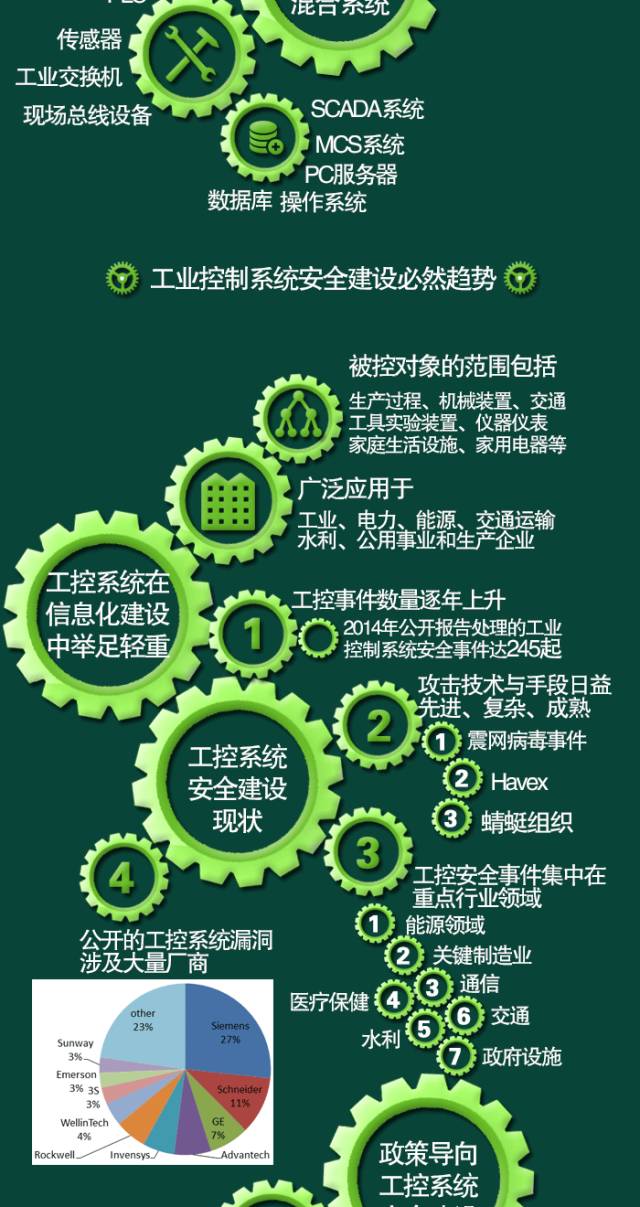 混合系统
传感器
工业交换机
现场总线设备
SCADA系统
MCS系统
PC服务器
数据库 操作系统
工业控制系统安全建设必然趋势
被控对象的范围包括
生产过程、机械装置、交通
工具实验装置、仪器仪表
家庭生活设施、家用电器等
广泛应用于
工业、电力、能源、交通运输
水利、公用事业和生产企业
工控系统在
信息化建设
中举足轻重
1
工控事件数量逐年上升
2014年公开报告处理的工业
控制系统安全事件达245起
工控系统
安全建设
现状
2
攻击技术与手段日益
先进、复杂、成熟
1 震网病毒事件
2 Havex
3 蜻蜓组织
3
工控安全事件集中在
重点行业领域
1 能源领域
2 关键制造业
3 通信
4 医疗保健
5 水利
6 交通
7 政府设施
4
公开的工控系统漏洞
涉及大量厂商
other
23%
Siemens
27%
Sunway
3%
Emerson
3%
3S
3%
Schneider
11%
GE
7%
WellinTech
4%
Rockwell
Invensys
Advantech
政策导向
工控系统